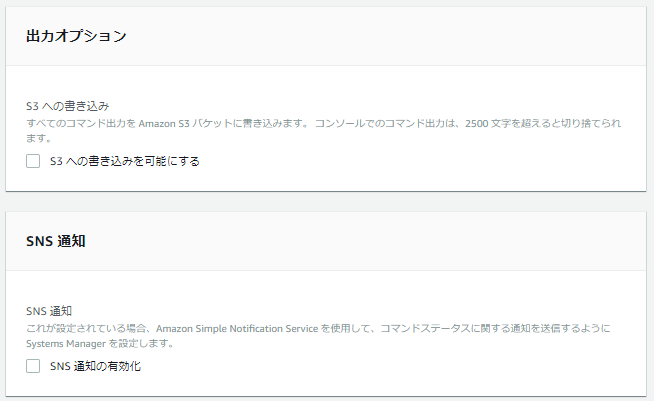 出力オプション
S3 への書き込み
すべてのコマンド出力を Amazon S3 バケットに書き込みます。 コンソールでのコマンド出力は、2500 文字を超えると切り捨てられ
ます。
S3 への書き込みを可能にする
SNS 通知
SNS 通知
これが設定されている場合、Amazon Simple Notification Service を使用して、コマンドステータスに関する通知を送信するように
Systems Manager を設定します。
SNS 通知の有効化